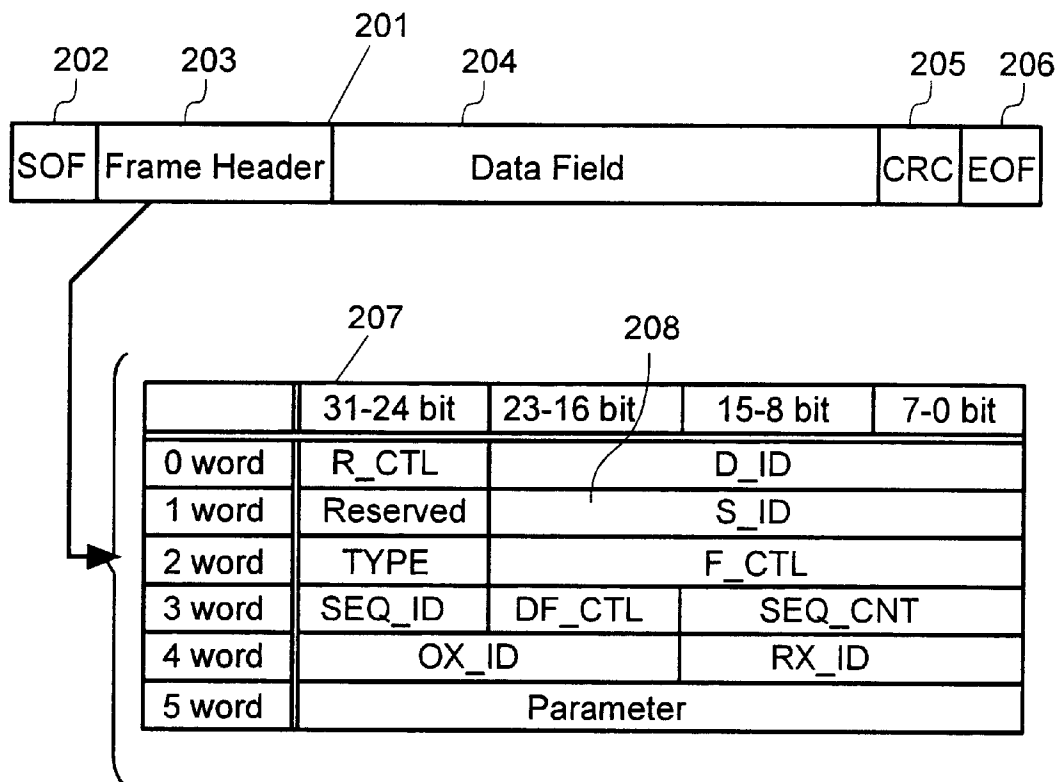 201
202 203 204 205 206
SOF Frame Header Data Field CRC EOF
207 208
31-24 bit 23-16 bit 15-8 bit 7-0 bit
0 word R_CTL D_ID
1 word Reserved S_ID
2 word TYPE F_CTL
3 word SEQ_ID DF_CTL SEQ_CNT
4 word OX_ID RX_ID
5 word Parameter